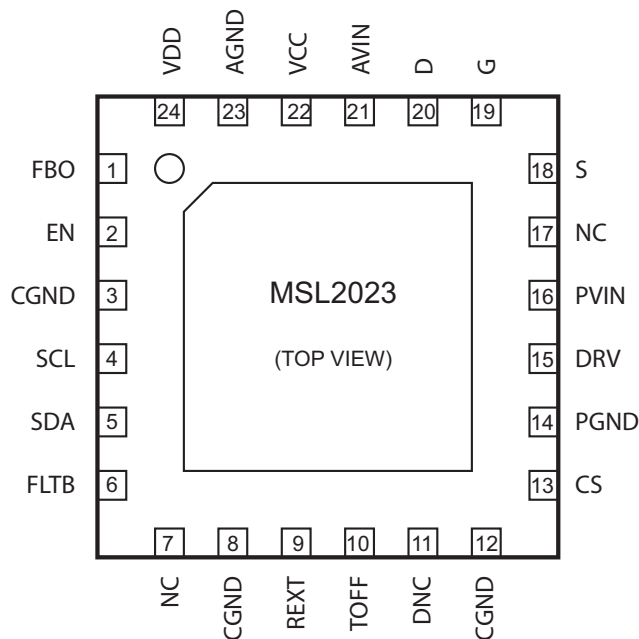 VDD AGND VCC AVIN D G
24 23 22 21 20 19
FBO 1 18 S
EN 2 17 NC
CGND 3 MSL2023 16 PVIN
SCL 4 (TOP VIEW) 15 DRV
SDA 5 14 PGND
FLTB 6 13 CS
7 8 9 10 11 12
NC CGND REXT TOFF DNC CGND